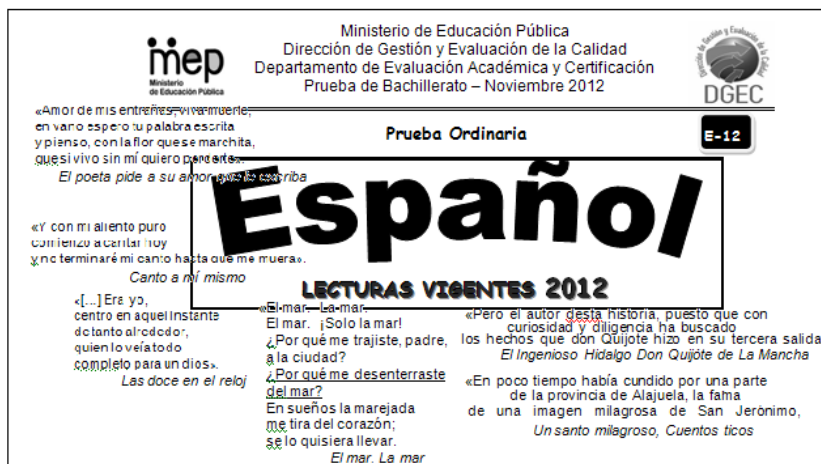 Ministerio de Educación Pública
Dirección de Gestión y Evaluación de la Calidad
Departamento de Evaluación Académica y Certificación
Prueba de Bachillerato – Noviembre 2012
mep
Ministerio
de Educación Pública
Dirección de Gestión y Evaluación de la Calidad
DGEC
Prueba Ordinaria
E-12
«Amor de mis entrañas, viva muerte,
en vano espero tu palabra escrita
y pienso, con la flor que se marchita,
que si vivo sin mí quiero perderte».
El poeta pide a su amor que le escriba
Español
LECTURAS VIGENTES 2012
«Y con mi aliento puro
comienzo a cantar hoy
y no terminaré mi canto hasta que me muera».
Canto a mí mismo
«[...] Era yo,
centro en aquel instante
de tanto alrededor,
quien lo veía todo
completo para un dios».
Las doce en el reloj
«El mar. La mar.
El mar. ¡Solo la mar!
¿Por qué me trajiste, padre,
a la ciudad?
¿Por qué me desenterraste
del mar?
En sueños la marejada
me tira del corazón;
se lo quisiera llevar.
El mar. La mar
«Pero el autor desta historia, puesto que con
curiosidad y diligencia ha buscado
los hechos que don Quijote hizo en su tercera salida
El Ingenioso Hidalgo Don Quijóte de La Mancha
«En poco tiempo había cundido por una parte
de la provincia de Alajuela, la fama
de una imagen milagrosa de San Jerónimo,
Un santo milagroso, Cuentos ticos